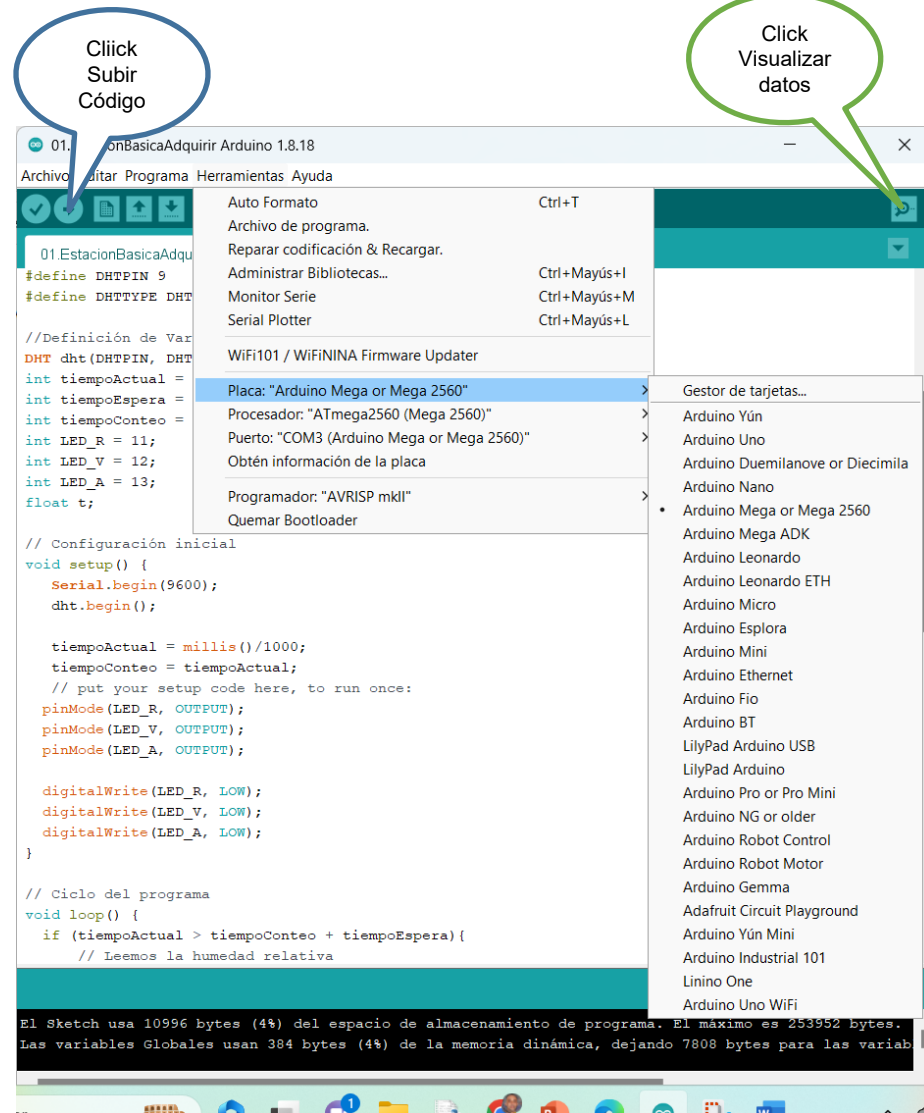 Cliick
Subir
Código
Click
Visualizar
datos
01. onBasicaAdquirir Arduino 1.8.18
Archivo ditar Programa Herramientas Ayuda
01.EstacionBasicaAdqu
#define DHTPIN 9
#define DHTTYPE DHT
//Definición de Var
DHT dht(DHTPIN, DHT
int tiempoActual =
int tiempoEspera =
int tiempoConteo =
int LED_R = 11;
int LED_V = 12;
int LED_A = 13;
float t;
// Configuración inicial
void setup() {
Serial.begin(9600);
dht.begin();
tiempoActual = millis()/1000;
tiempoConteo = tiempoActual;
// put your setup code here, to run once:
pinMode(LED_R, OUTPUT);
pinMode(LED_V, OUTPUT);
pinMode(LED_A, OUTPUT);
digitalWrite(LED_R, LOW);
digitalWrite(LED_V, LOW);
digitalWrite(LED_A, LOW);
}
// Ciclo del programa
void loop() {
if (tiempoActual > tiempoConteo + tiempoEspera){
// Leemos la humedad relativa
Auto Formato Ctrl+T
Archivo de programa.
Reparar codificación & Recargar.
Administrar Bibliotecas... Ctrl+Mayús+I
Monitor Serie Ctrl+Mayús+M
Serial Plotter Ctrl+Mayús+L
WiFi101 / WiFiNINA Firmware Updater
Placa: "Arduino Mega or Mega 2560"
Procesador: "ATmega2560 (Mega 2560)"
Puerto: "COM3 (Arduino Mega or Mega 2560)"
Obtén información de la placa
Programador: "AVRISP mkII"
Quemar Bootloader
Gestor de tarjetas...
Arduino Yún
Arduino Uno
Arduino Duemilanove or Diecimila
Arduino Nano
Arduino Mega or Mega 2560
Arduino Mega ADK
Arduino Leonardo
Arduino Leonardo ETH
Arduino Micro
Arduino Esplora
Arduino Mini
Arduino Ethernet
Arduino Fio
Arduino BT
LilyPad Arduino USB
LilyPad Arduino
Arduino Pro or Pro Mini
Arduino NG or older
Arduino Robot Control
Arduino Robot Motor
Arduino Gemma
Adafruit Circuit Playground
Arduino Yún Mini
Arduino Industrial 101
Linino One
Arduino Uno WiFi
El Sketch usa 10996 bytes (4%) del espacio de almacenamiento de programa. El máximo es 253952 bytes.
Las variables Globales usan 384 bytes (4%) de la memoria dinámica, dejando 7808 bytes para las variab
1